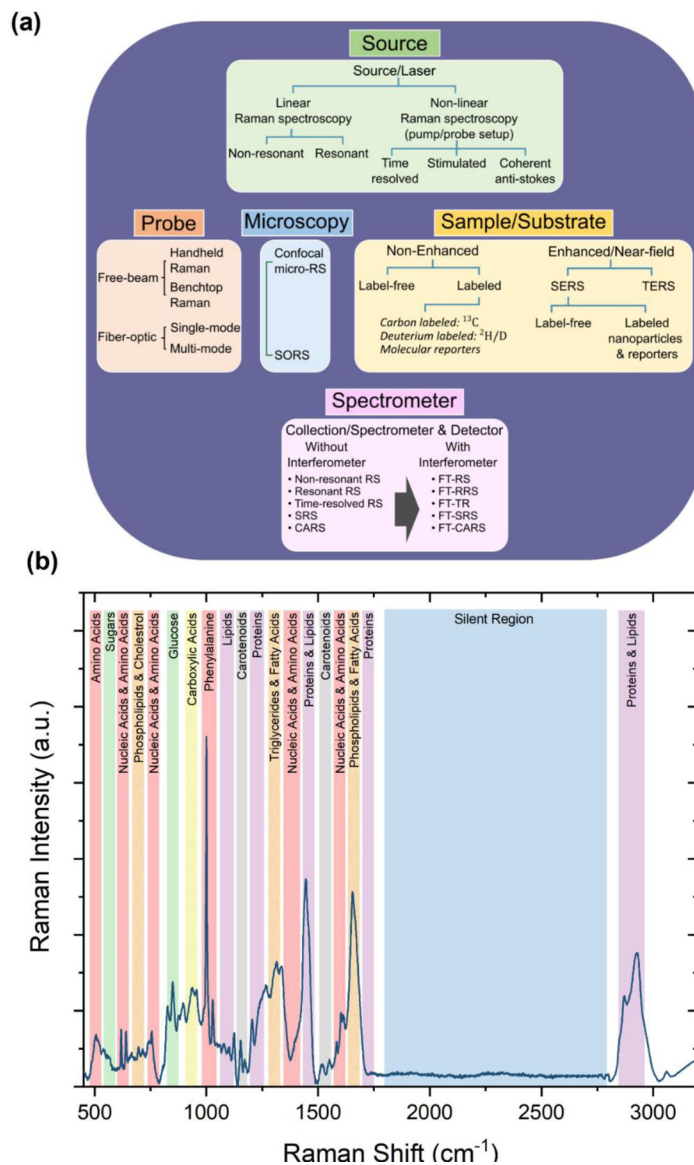 (a)
Source
Source/Laser
Linear
Raman spectroscopy
Non-linear
Raman spectroscopy
(pump/probe setup)
Non-resonant
Resonant
Time
resolved
Stimulated
Coherent
anti-stokes
Probe
Free-beam
Handheld
Raman
Benchtop
Raman
Fiber-optic
Single-mode
Multi-mode
Microscopy
Confocal
micro-RS
SORS
Sample/Substrate
Non-Enhanced
Label-free
Labeled
Carbon labeled: ¹³C
Deuterium labeled: ²H/D
Molecular reporters
Enhanced/Near-field
SERS
TERS
Label-free
Labeled
nanoparticles
& reporters
Spectrometer
Collection/Spectrometer & Detector
Without
Interferometer
• Non-resonant RS
• Resonant RS
• Time-resolved RS
• SRS
• CARS
With
Interferometer
• FT-RS
• FT-RRS
• FT-TR
• FT-SRS
• FT-CARS
(b)
Raman Intensity (a.u.)
Amino Acids
Sugars
Nucleic Acids & Amino Acids
Phospholipids & Cholestrol
Nucleic Acids & Amino Acids
Glucose
Carboxylic Acids
Phenylalanine
Lipids
Carotenoids
Proteins
Triglycerides & Fatty Acids
Nucleic Acids & Amino Acids
Proteins & Lipids
Carotenoids
Nucleic Acids & Amino Acids
Phospholipids & Fatty Acids
Proteins
Silent Region
Proteins & Lipids
500 1000 1500 2000 2500 3000
Raman Shift (cm⁻¹)